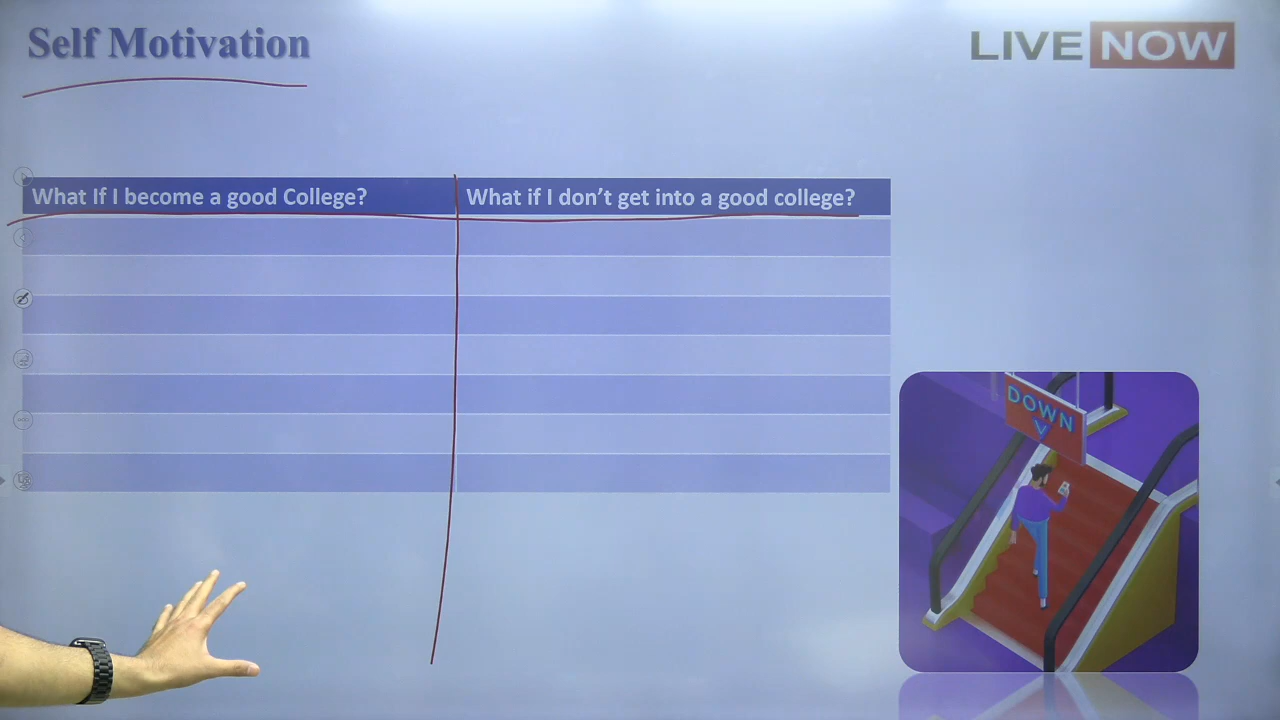 Self Motivation
LIVE NOW
What If I become a good College?
What if I don’t get into a good college?
DOWN